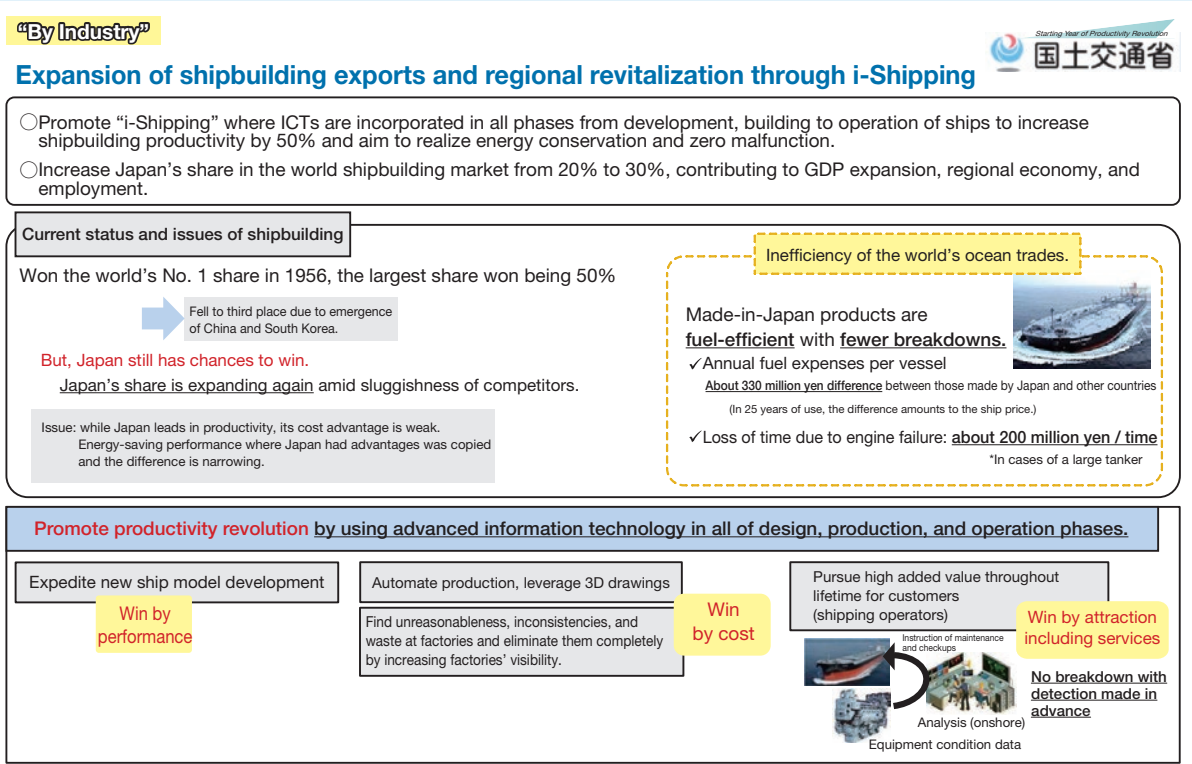 “By Industry”
Starting Year of Productivity Revolution
国土交通省
Expansion of shipbuilding exports and regional revitalization through i-Shipping
○Promote “i-Shipping” where ICTs are incorporated in all phases from development, building to operation of ships to increase
shipbuilding productivity by 50% and aim to realize energy conservation and zero malfunction.
○Increase Japan’s share in the world shipbuilding market from 20% to 30%, contributing to GDP expansion, regional economy, and
employment.
Current status and issues of shipbuilding
Won the world’s No. 1 share in 1956, the largest share won being 50%
Fell to third place due to emergence
of China and South Korea.
But, Japan still has chances to win.
Japan’s share is expanding again amid sluggishness of competitors.
Issue: while Japan leads in productivity, its cost advantage is weak.
Energy-saving performance where Japan had advantages was copied
and the difference is narrowing.
Inefficiency of the world’s ocean trades.
Made-in-Japan products are
fuel-efficient with fewer breakdowns.
✓Annual fuel expenses per vessel
About 330 million yen difference between those made by Japan and other countries
(In 25 years of use, the difference amounts to the ship price.)
✓Loss of time due to engine failure: about 200 million yen / time
*In cases of a large tanker
Promote productivity revolution by using advanced information technology in all of design, production, and operation phases.
Expedite new ship model development
Win by
performance
Automate production, leverage 3D drawings
Find unreasonableness, inconsistencies, and
waste at factories and eliminate them completely
by increasing factories’ visibility.
Win
by cost
Pursue high added value throughout
lifetime for customers
(shipping operators)
Win by attraction
including services
Instruction of maintenance
and checkups
No breakdown with
detection made in
advance
Analysis (onshore)
Equipment condition data